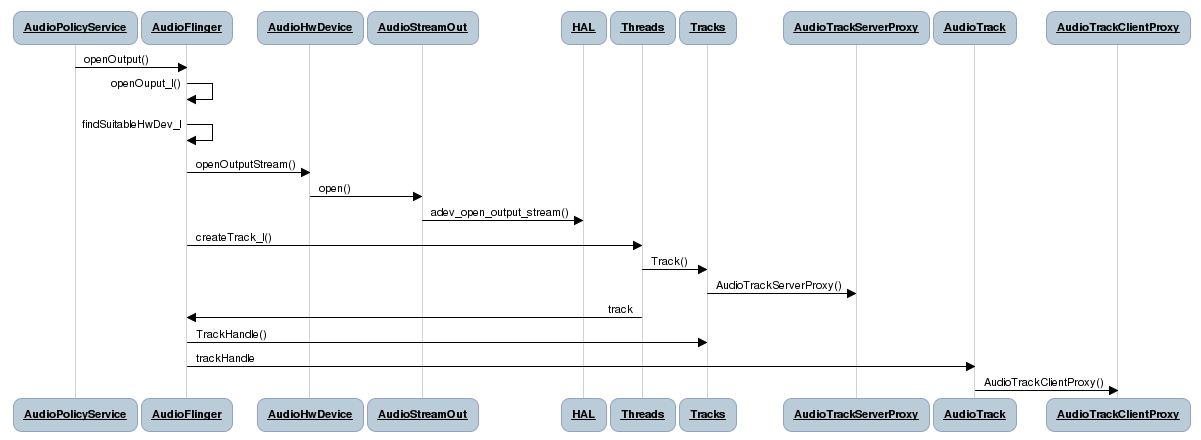 AudioPolicyService AudioFlinger AudioHwDevice AudioStreamOut HAL Threads Tracks AudioTrackServerProxy AudioTrack AudioTrackClientProxy
openOutput()
openOuput_l()
findSuitableHwDev_l
openOutputStream()
open()
adev_open_output_stream()
createTrack_l()
Track()
AudioTrackServerProxy()
track
TrackHandle()
trackHandle
AudioTrackClientProxy()
AudioPolicyService AudioFlinger AudioHwDevice AudioStreamOut HAL Threads Tracks AudioTrackServerProxy AudioTrack AudioTrackClientProxy